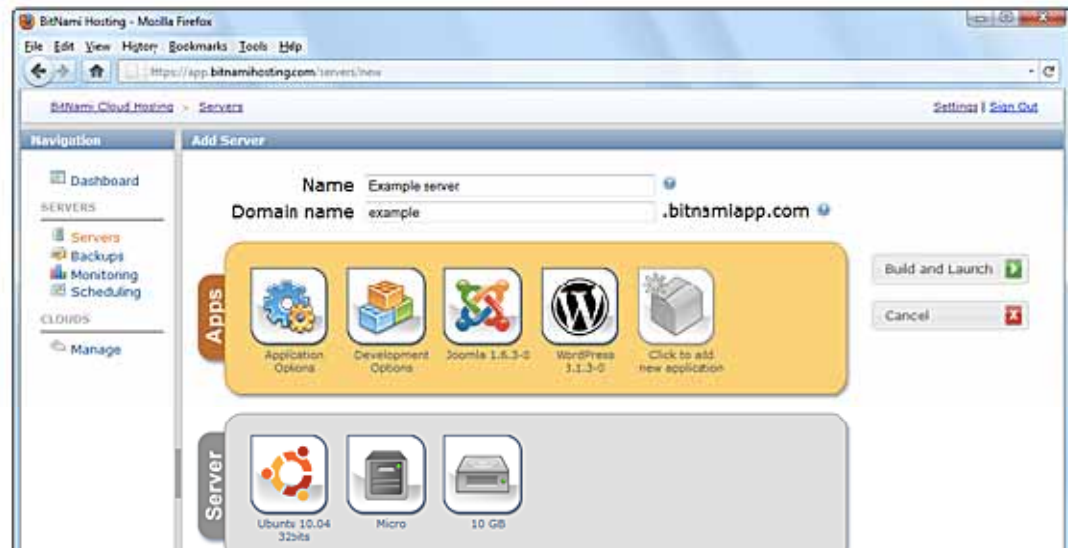 BitNami Hosting - Mozilla Firefox
File Edit View History Bookmarks Tools Help
https://app.bitnamihosting.com/servers/new
BitNami Cloud Hosting > Servers
Settings | Sign Out
Navigation
Add Server
Dashboard
SERVERS
Servers
Backups
Monitoring
Scheduling
CLOUDS
Manage
Name Example server
Domain name example .bitnamiapp.com
Build and Launch
Cancel
Apps
Application Development Joomla 1.6.3-0 WordPress Click to add
Options Options 3.1.3-0 new application
Server
Ubuntu 10.04 Micro 10 GB
32bits